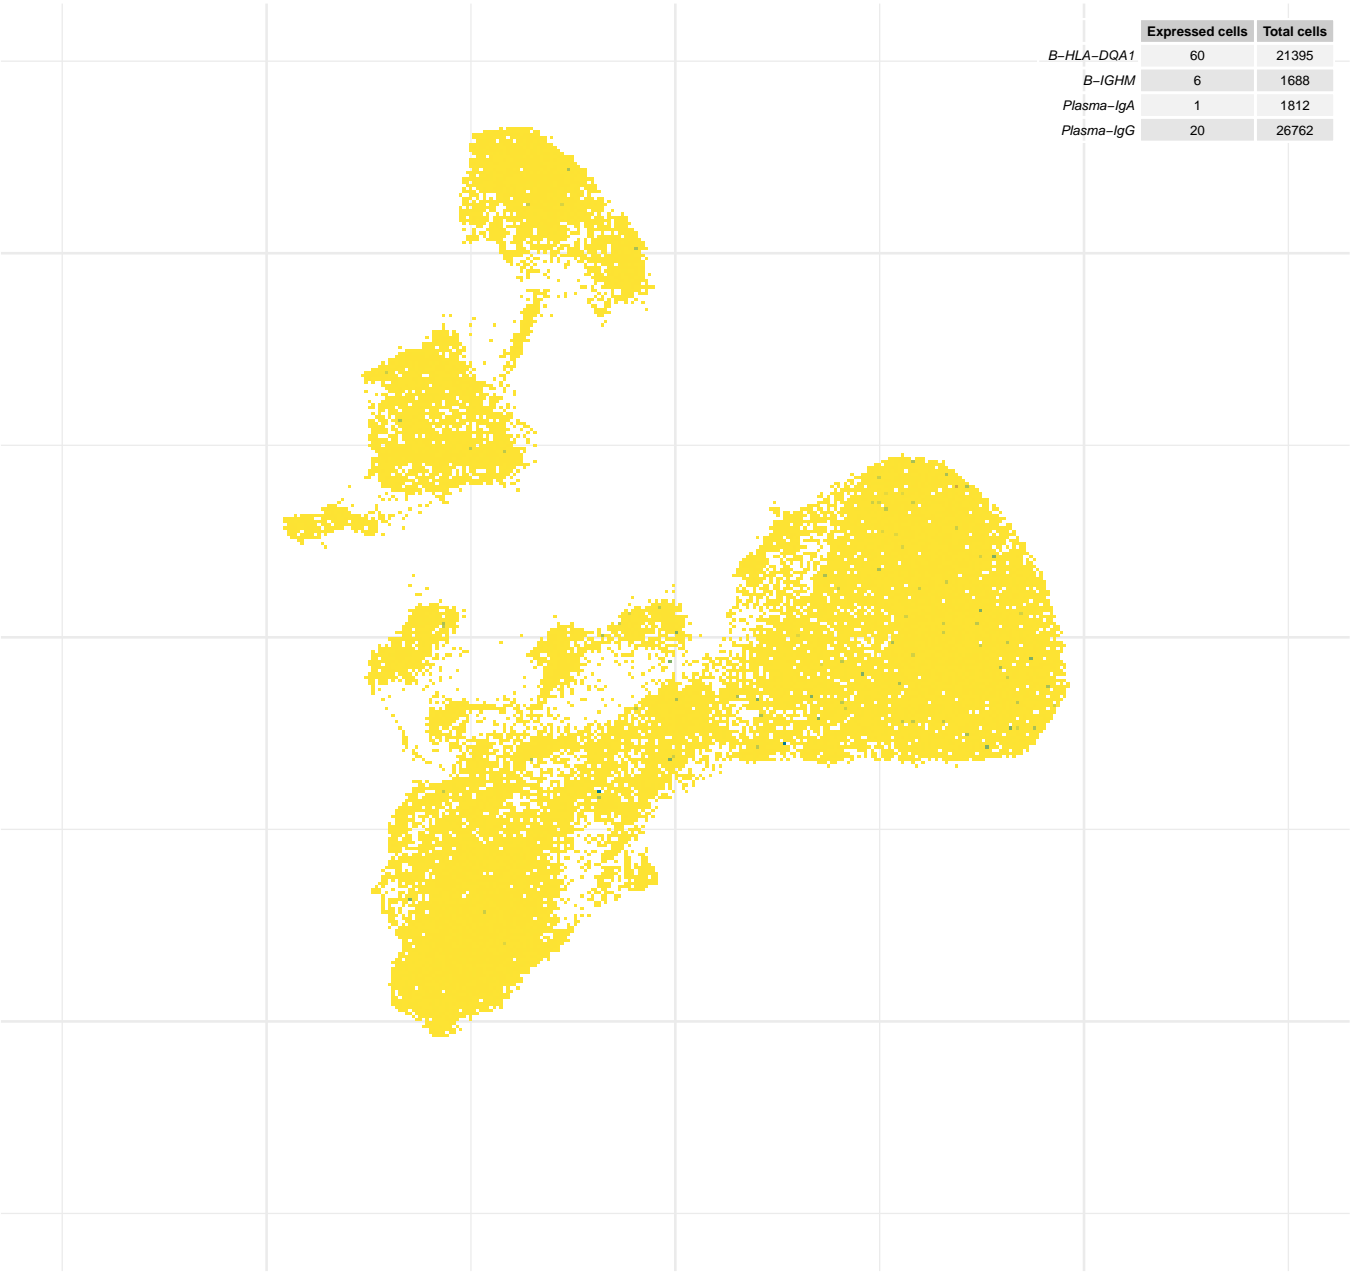 Expressed cells Total cells
B−HLA−DQA1 60 21395
B−IGHM 6 1688
Plasma−IgA 1 1812
Plasma−IgG 20 26762